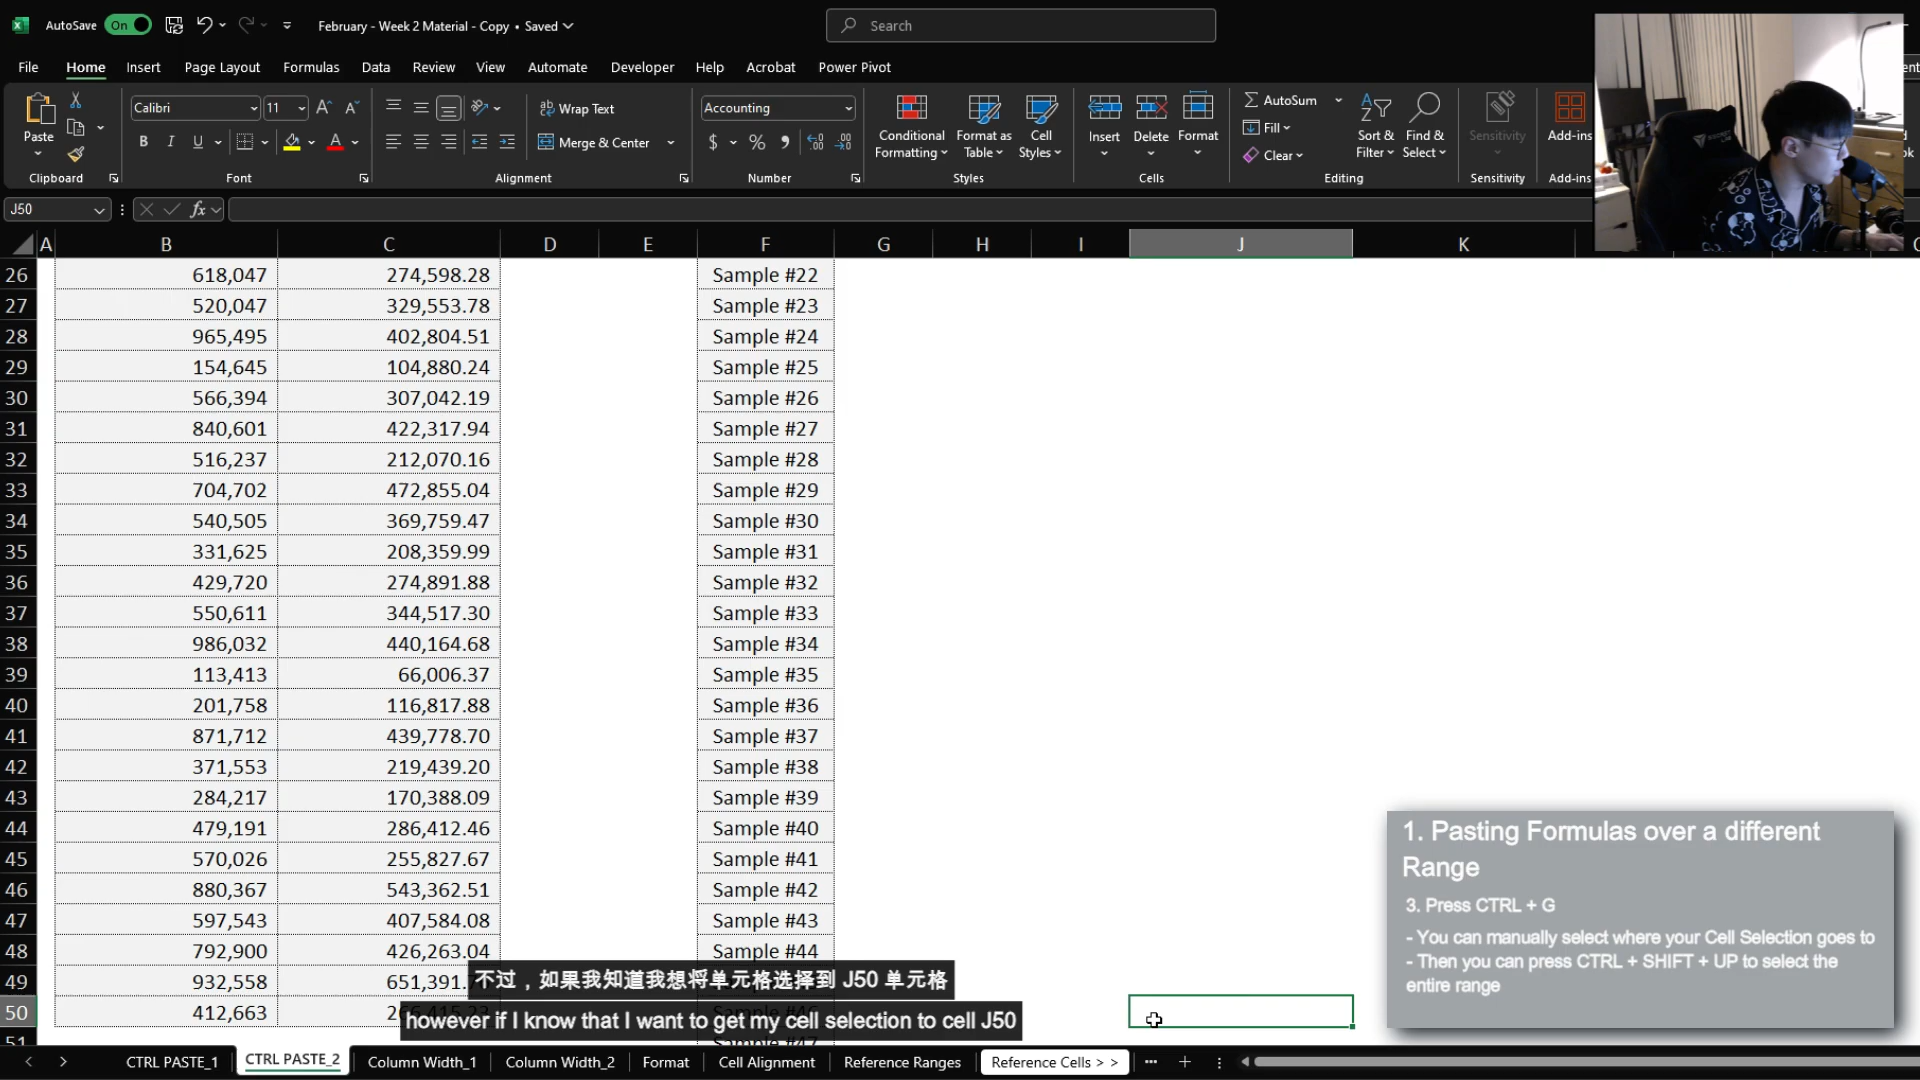 AutoSave On February - Week 2 Material - Copy • Saved Search
File Home Insert Page Layout Formulas Data Review View Automate Developer Help Acrobat Power Pivot
Paste
Calibri 11
B I U
Wrap Text
Merge & Center
Accounting
$ % ,
Conditional Formatting
Format as Table
Cell Styles
Insert Delete Format
AutoSum
Fill
Clear
Sort & Filter
Find & Select
Sensitivity
Add-ins
Clipboard Font Alignment Number Styles Cells Editing Sensitivity Add-ins
J50 fx
A B C D E F G H I J K
26 618,047 274,598.28 Sample #22
27 520,047 329,553.78 Sample #23
28 965,495 402,804.51 Sample #24
29 154,645 104,880.24 Sample #25
30 566,394 307,042.19 Sample #26
31 840,601 422,317.94 Sample #27
32 516,237 212,070.16 Sample #28
33 704,702 472,855.04 Sample #29
34 540,505 369,759.47 Sample #30
35 331,625 208,359.99 Sample #31
36 429,720 274,891.88 Sample #32
37 550,611 344,517.30 Sample #33
38 986,032 440,164.68 Sample #34
39 113,413 66,006.37 Sample #35
40 201,758 116,817.88 Sample #36
41 871,712 439,778.70 Sample #37
42 371,553 219,439.20 Sample #38
43 284,217 170,388.09 Sample #39
44 479,191 286,412.46 Sample #40
45 570,026 255,827.67 Sample #41
46 880,367 543,362.51 Sample #42
47 597,543 407,584.08 Sample #43
48 792,900 426,263.04 Sample #44
49 932,558
50 412,663
51
1. Pasting Formulas over a different
Range
3. Press CTRL + G
- You can manually select where your Cell Selection goes to
- Then you can press CTRL + SHIFT + UP to select the
entire range
不过，如果我知道我想将单元格选择到 J50 单元格
however if I know that I want to get my cell selection to cell J50
CTRL PASTE_1 CTRL PASTE_2 Column Width_1 Column Width_2 Format Cell Alignment Reference Ranges Reference Cells > >